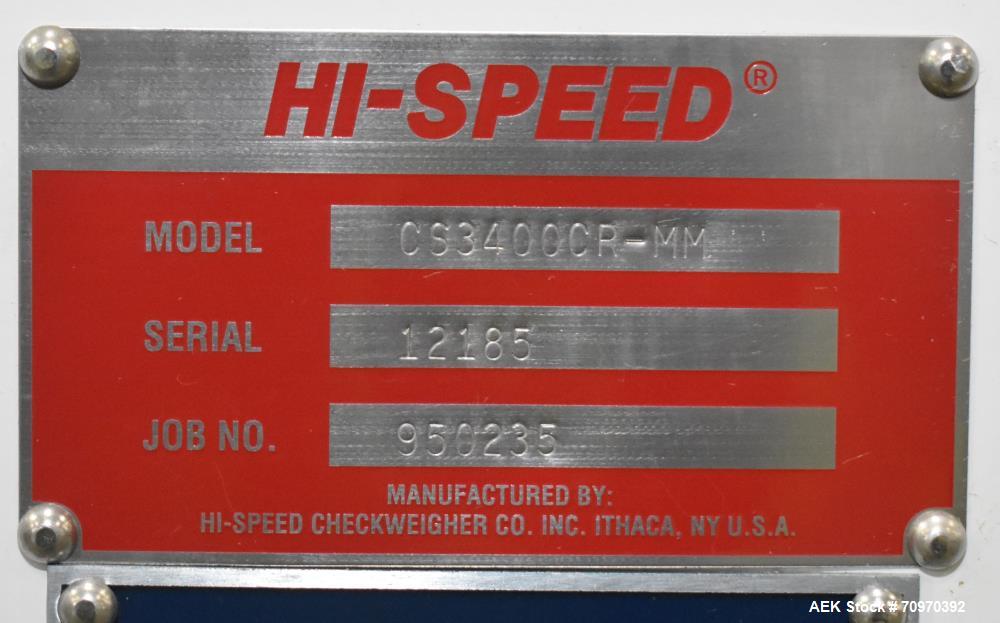 HI-SPEED®
MODEL CS3400CR-MM
SERIAL 12185
JOB NO. 950235
MANUFACTURED BY:
HI-SPEED CHECKWEIGHER CO. INC. ITHACA, NY U.S.A.
AEK Stock # 70970392